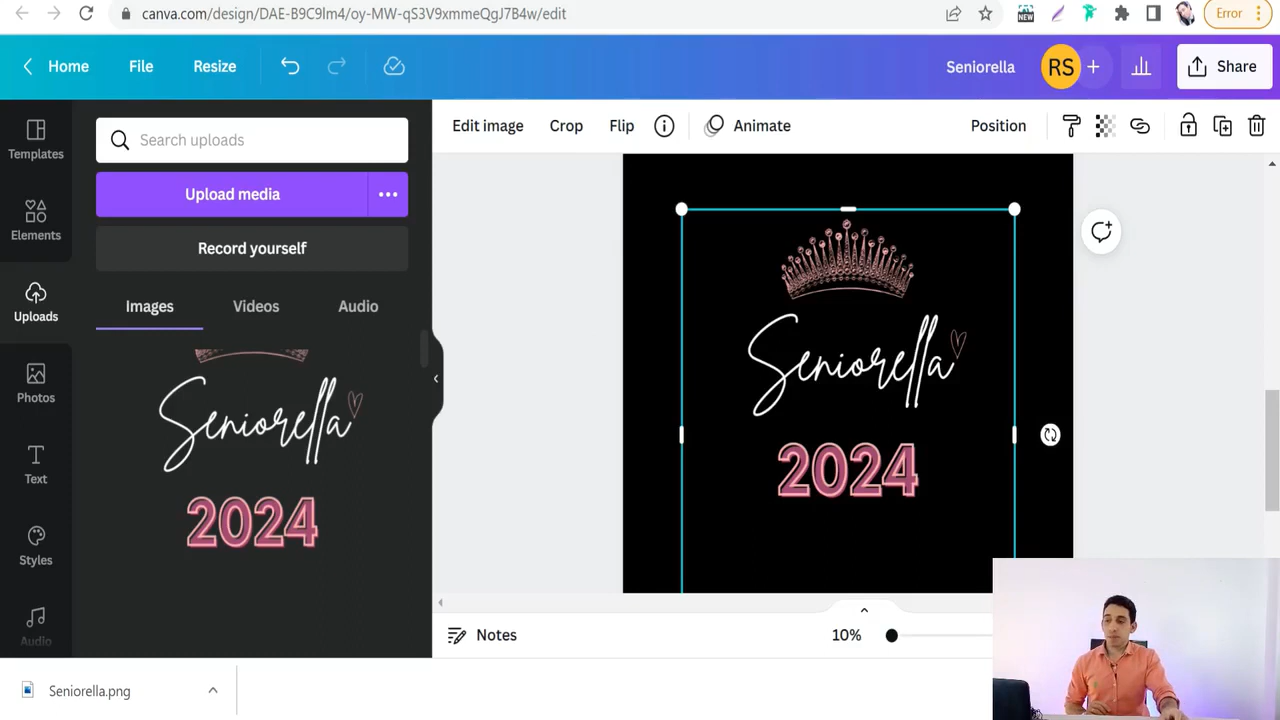 canva.com/design/DAE-B9C9lm4/oy-MW-qS3V9xmmeQgJ7B4w/edit
NEW
Error
Home
File
Resize
Seniorella
RS
+
Share
Templates
Elements
Uploads
Photos
Text
Styles
Audio
Search uploads
Upload media
Record yourself
Images
Videos
Audio
Seniorella
2024
Edit image
Crop
Flip
Animate
Position
Seniorella
2024
Notes
10%
Seniorella.png